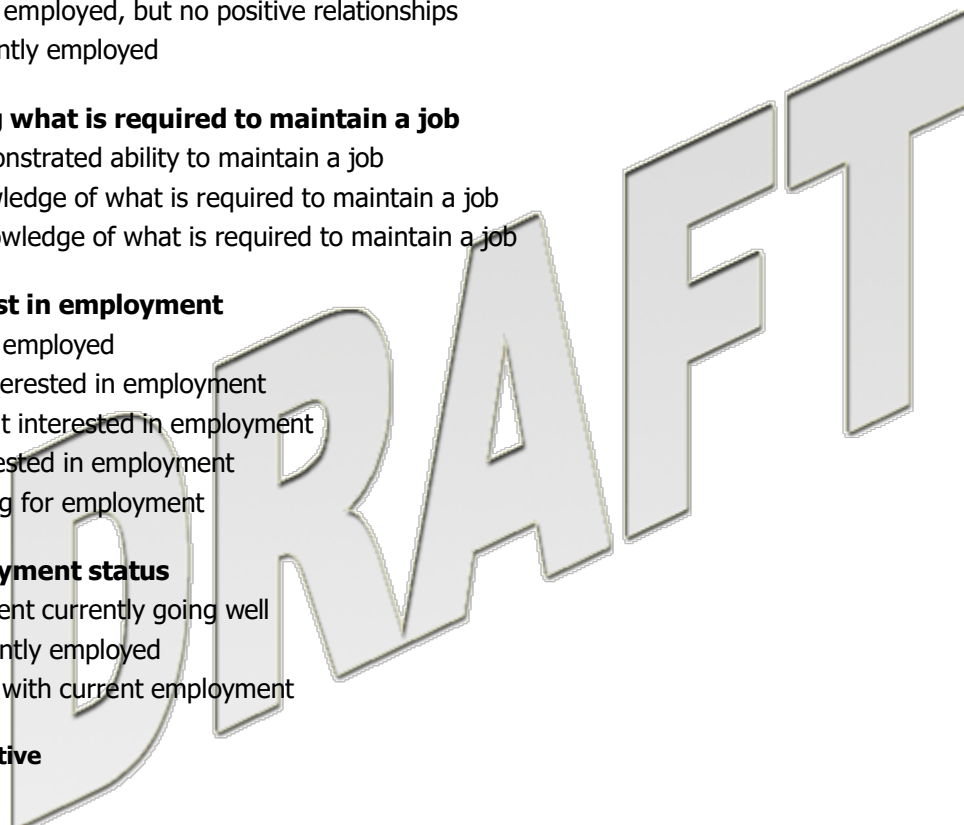 employed, but no positive relationships
ntly employed
what is required to maintain a job
onstrated ability to maintain a job
ledge of what is required to maintain a job
owledge of what is required to maintain a job
st in employment
employed
erested in employment
t interested in employment
ested in employment
g for employment
yment status
ent currently going well
ntly employed
with current employment
tive
DRAFT